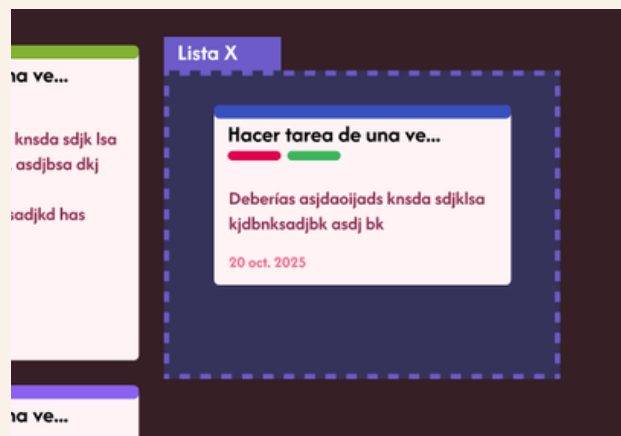 na ve...
knsda sdjk lsa
asdjbsa dkj
sadjkd has
na ve...
Lista X
Hacer tarea de una ve...
Deberías asjdaoijads knsda sdjklsa
kjdbnksadjbk asdj bk
20 oct. 2025